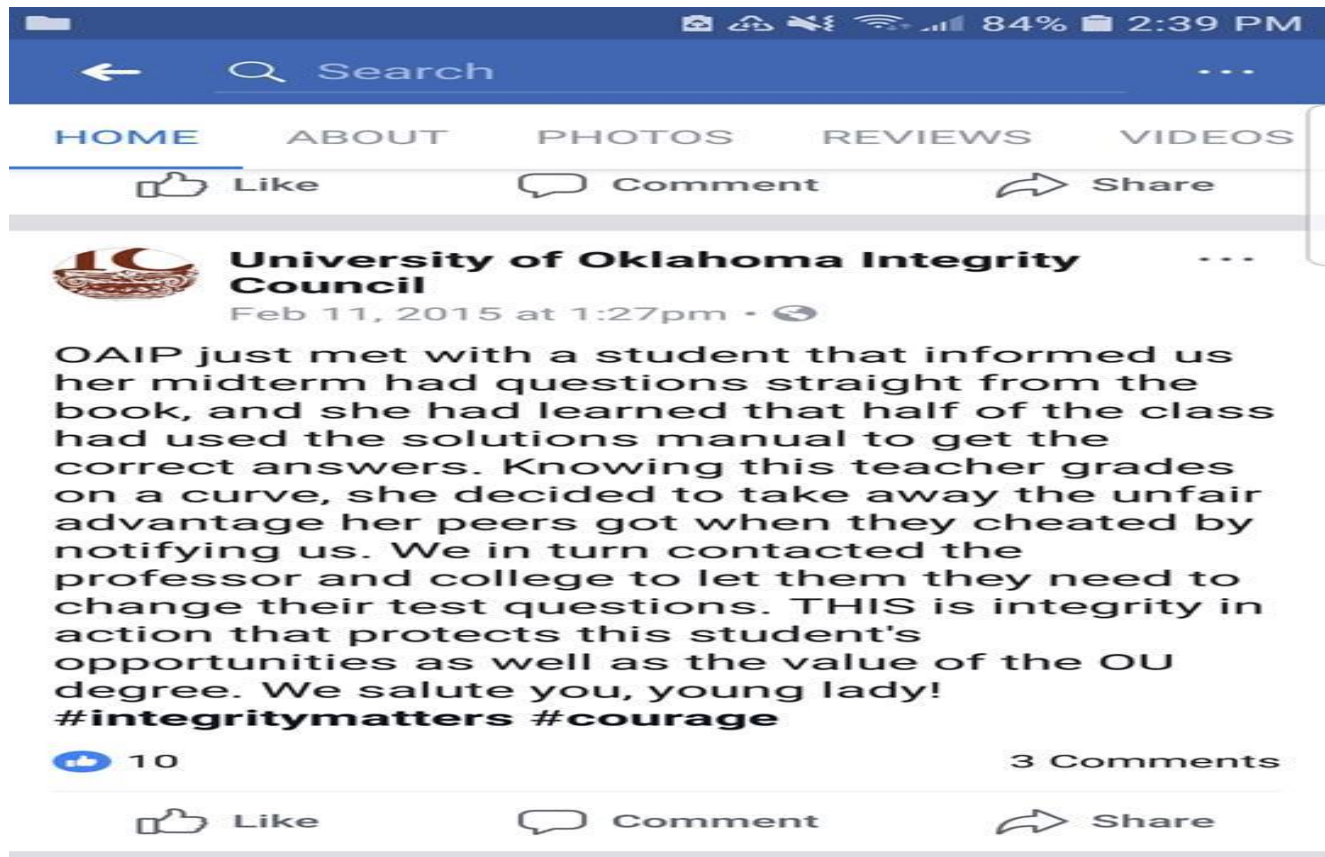 84% 2:39 PM
Search
HOME ABOUT PHOTOS REVIEWS VIDEOS
Like Comment Share
IC
University of Oklahoma Integrity
Council
Feb 11, 2015 at 1:27pm •
OAIP just met with a student that informed us
her midterm had questions straight from the
book, and she had learned that half of the class
had used the solutions manual to get the
correct answers. Knowing this teacher grades
on a curve, she decided to take away the unfair
advantage her peers got when they cheated by
notifying us. We in turn contacted the
professor and college to let them they need to
change their test questions. THIS is integrity in
action that protects this student's
opportunities as well as the value of the OU
degree. We salute you, young lady!
#integritymatters #courage
10 3 Comments
Like Comment Share